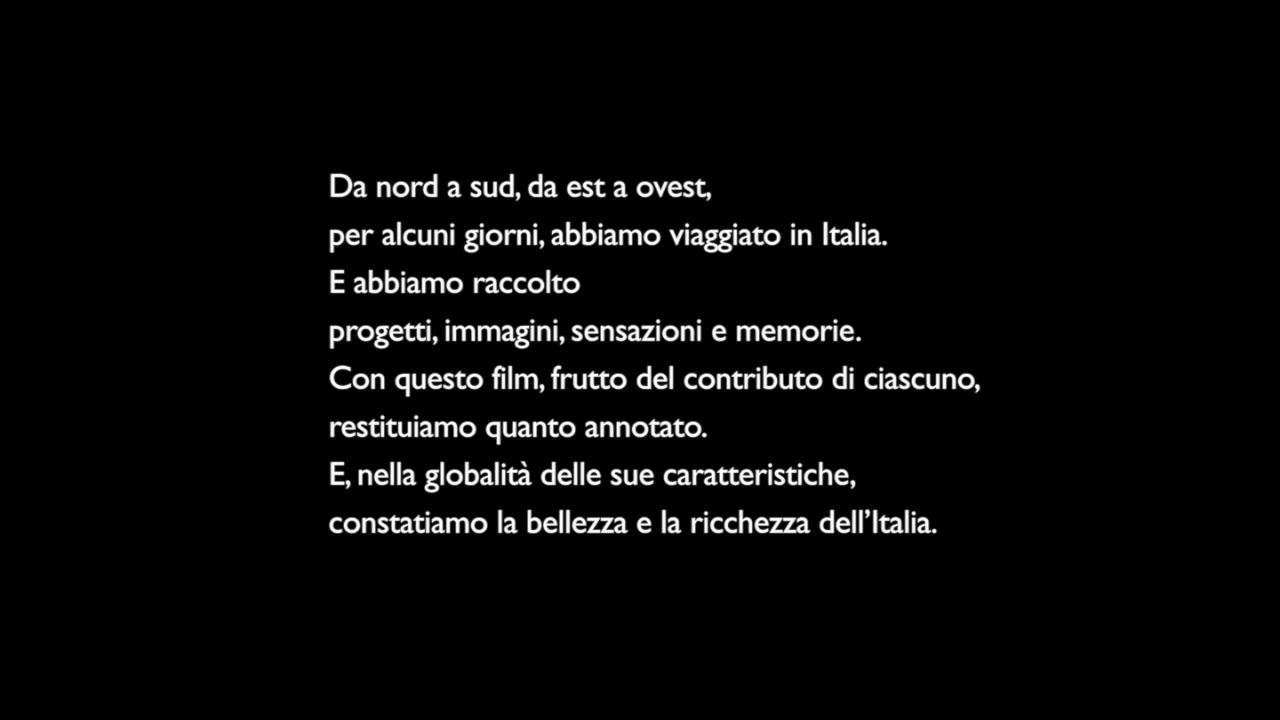 Da nord a sud, da est a ovest,
per alcuni giorni, abbiamo viaggiato in Italia.
E abbiamo raccolto
progetti, immagini, sensazioni e memorie.
Con questo film, frutto del contributo di ciascuno,
restituiamo quanto annotato.
E, nella globalità delle sue caratteristiche,
constatiamo la bellezza e la ricchezza dell’Italia.